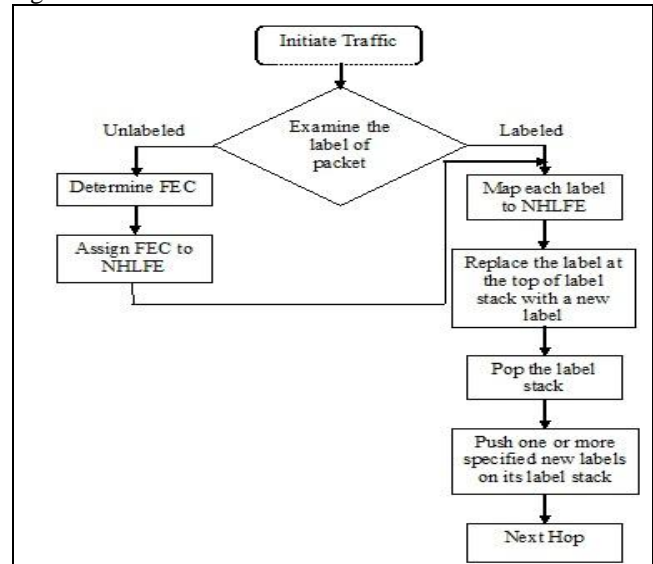 Initiate Traffic
Unlabeled
Examine the
label of
packet
Labeled
Determine FEC
Assign FEC to
NHLFE
Map each label
to NHLFE
Replace the label at
the top of label
stack with a new
label
Pop the label
stack
Push one or more
specified new labels
on its label stack
Next Hop